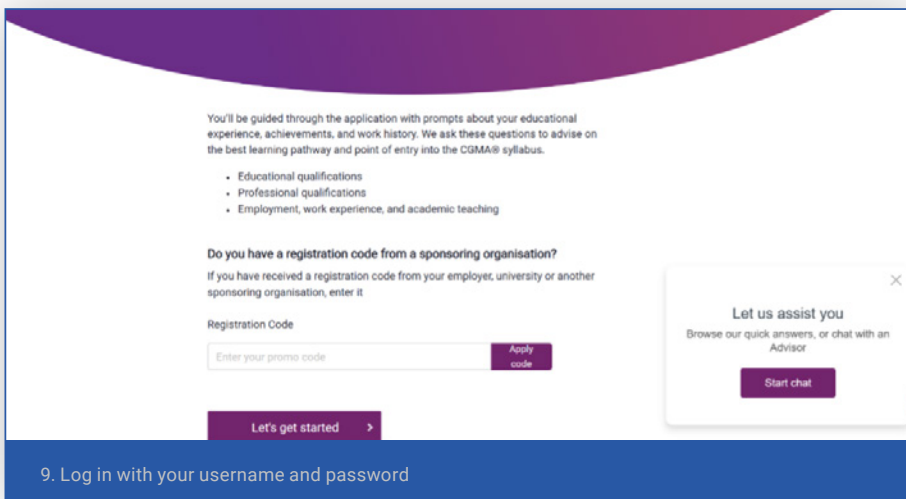 You'll be guided through the application with prompts about your educational
experience, achievements, and work history. We ask these questions to advise on
the best learning pathway and point of entry into the CGMA® syllabus.
• Educational qualifications
• Professional qualifications
• Employment, work experience, and academic teaching
Do you have a registration code from a sponsoring organisation?
If you have received a registration code from your employer, university or another
sponsoring organisation, enter it
Registration Code
Enter your promo code
Apply
code
Let's get started >
Let us assist you
Browse our quick answers, or chat with an
Advisor
Start chat
9. Log in with your username and password